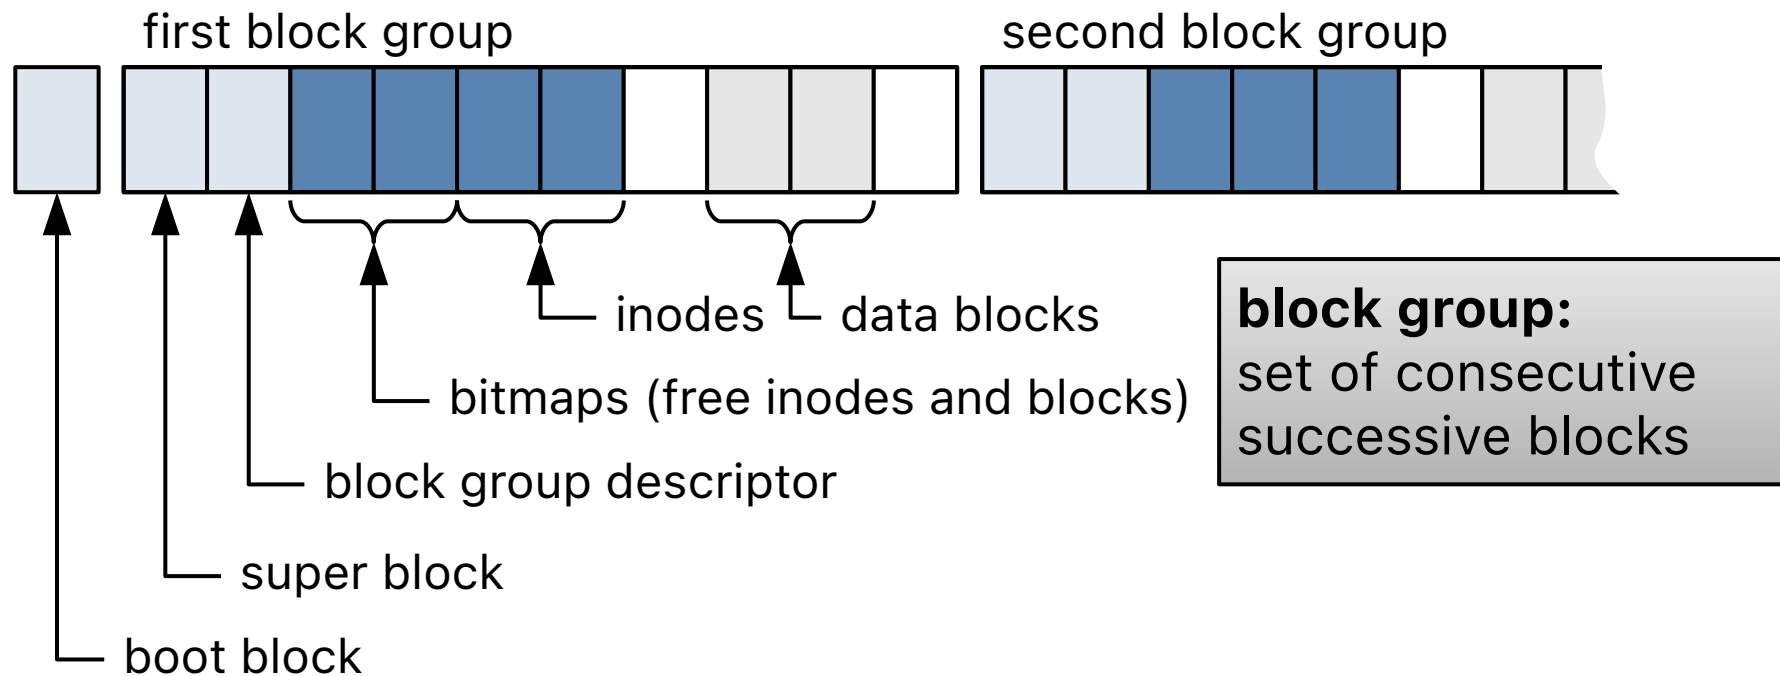 first block group
second block group
inodes
data blocks
block group:
set of consecutive
successive blocks
bitmaps (free inodes and blocks)
block group descriptor
super block
boot block